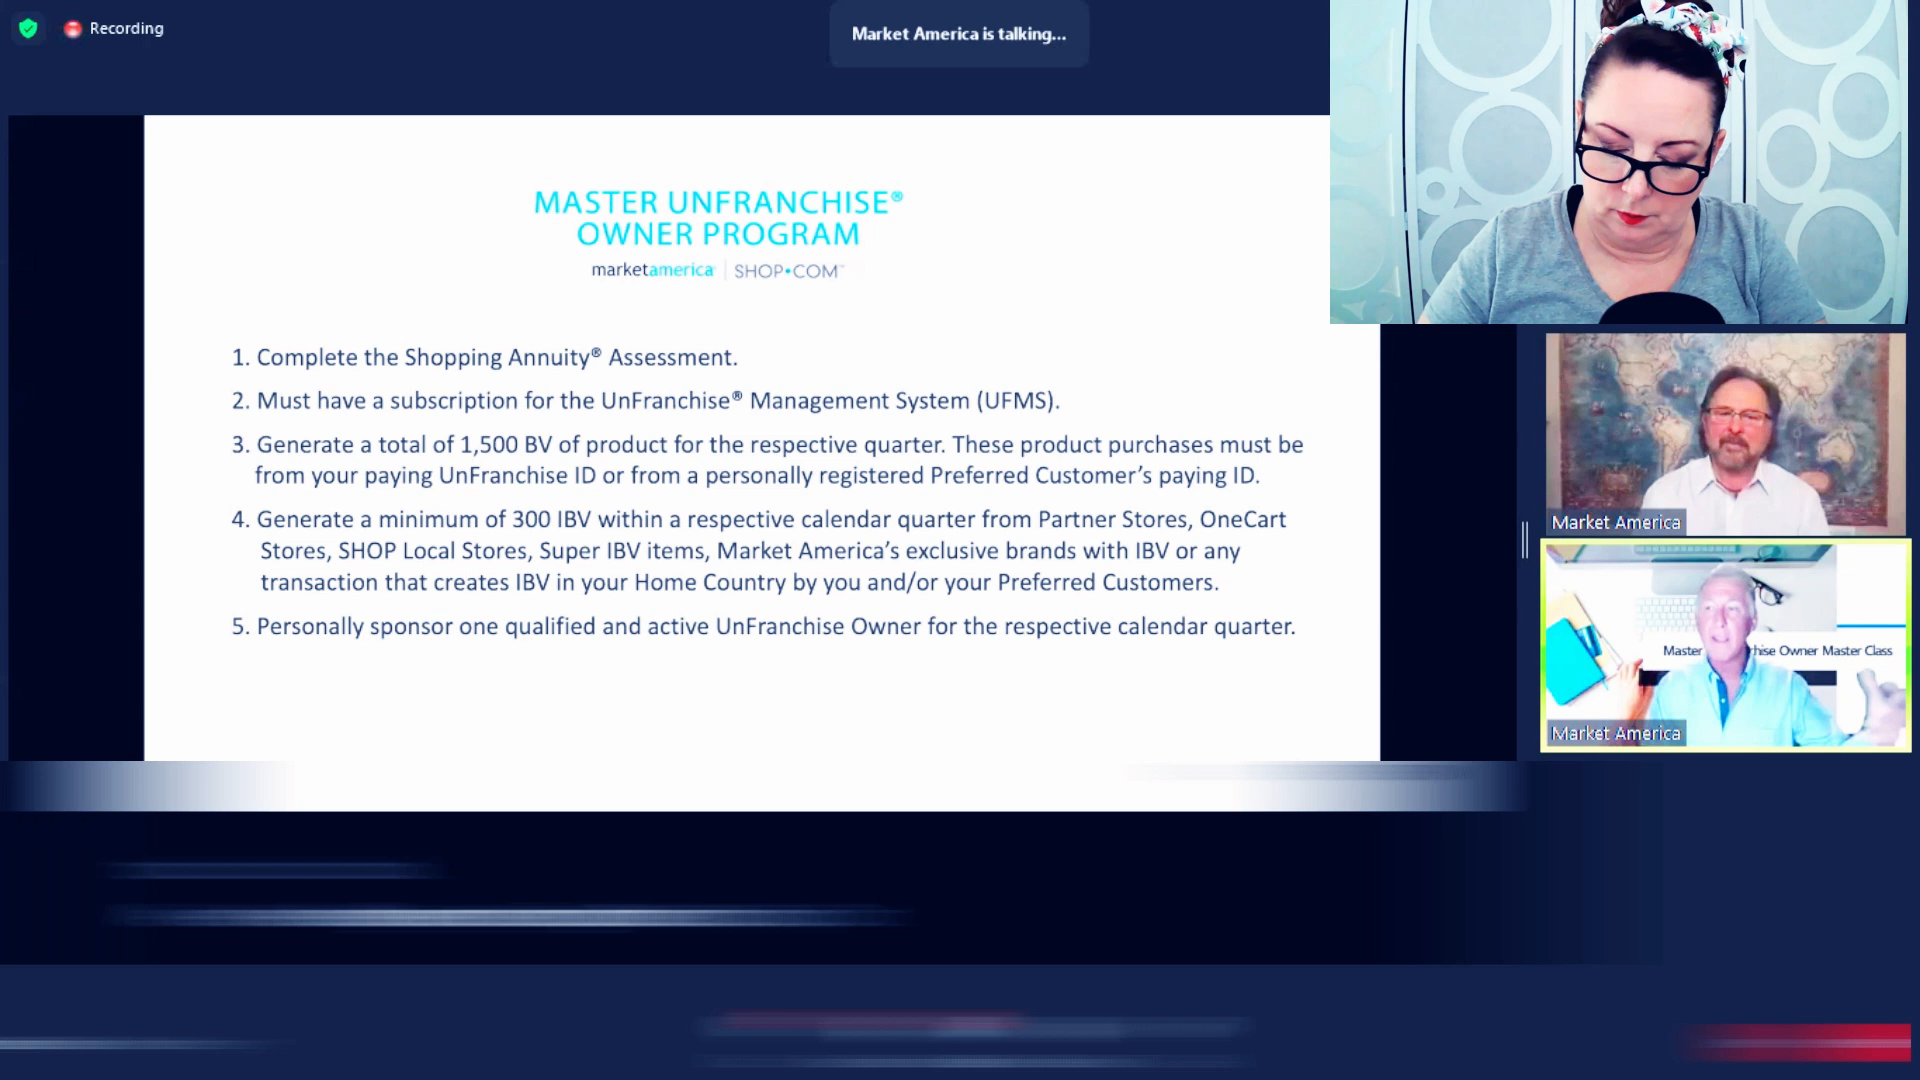 Recording
Market America is talking...
MASTER UNFRANCHISE®
OWNER PROGRAM
marketamerica SHOP•COM™
1. Complete the Shopping Annuity® Assessment.
2. Must have a subscription for the UnFranchise® Management System (UFMS).
3. Generate a total of 1,500 BV of product for the respective quarter. These product purchases must be
from your paying UnFranchise ID or from a personally registered Preferred Customer’s paying ID.
4. Generate a minimum of 300 IBV within a respective calendar quarter from Partner Stores, OneCart
Stores, SHOP Local Stores, Super IBV items, Market America’s exclusive brands with IBV or any
transaction that creates IBV in your Home Country by you and/or your Preferred Customers.
5. Personally sponsor one qualified and active UnFranchise Owner for the respective calendar quarter.
Market America
Master Owner Master Class
Market America